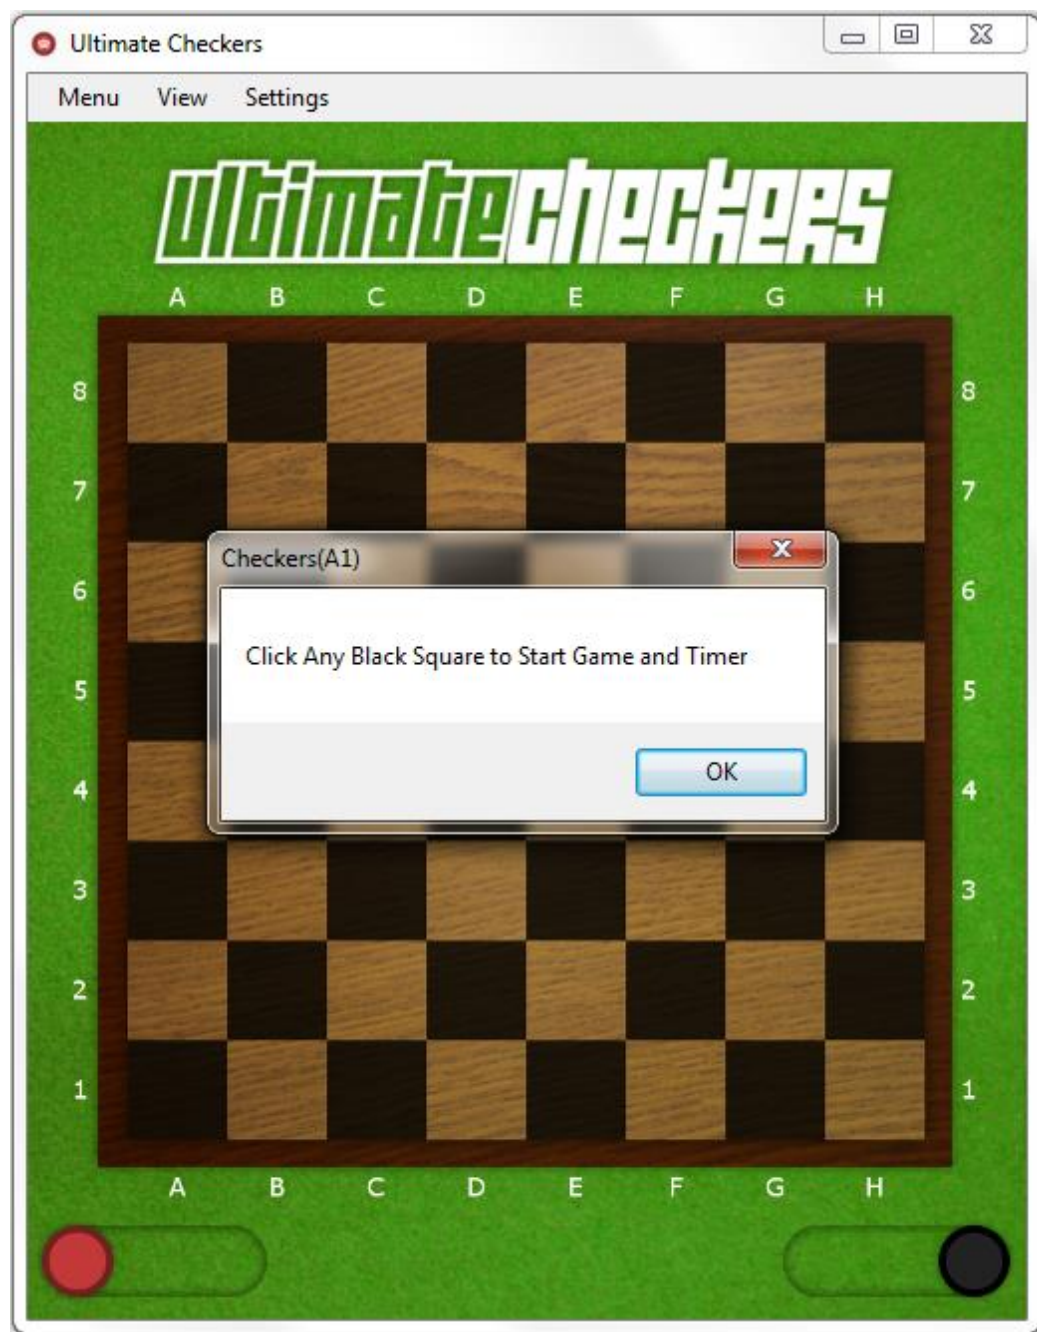 Ultimate Checkers
Menu View Settings
ultimatecheckers
A B C D E F G H
8 8
7 7
Checkers(A1)
6 6
Click Any Black Square to Start Game and Timer
5 5
OK
4 4
3 3
2 2
1 1
A B C D E F G H